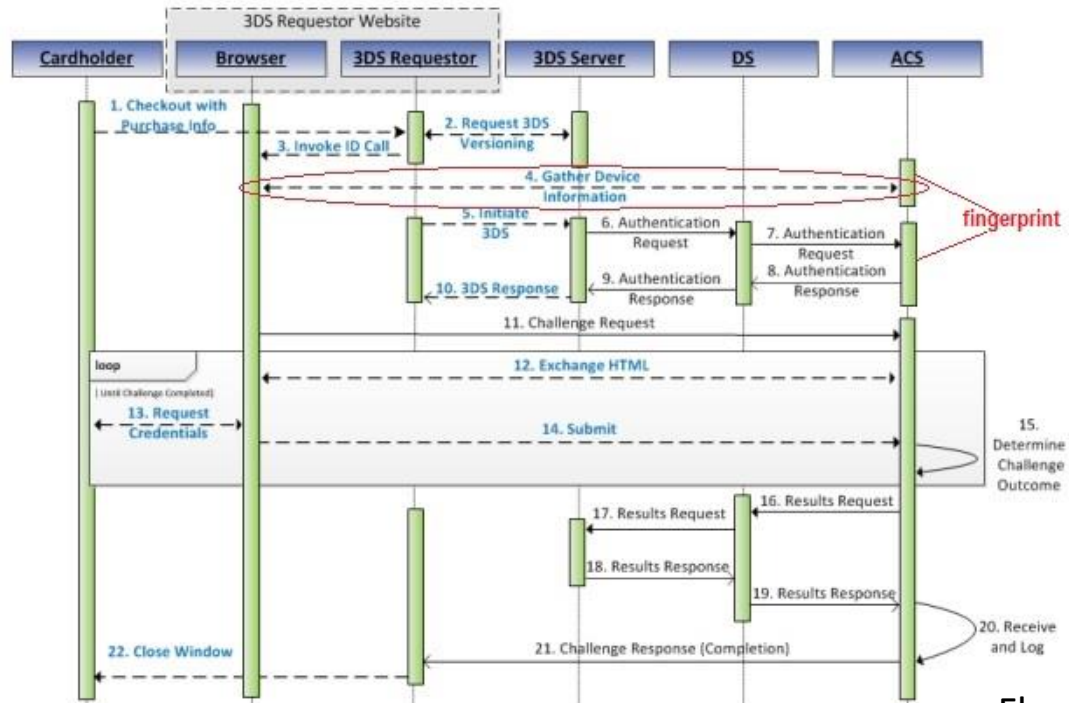 3DS Requestor Website
Cardholder
Browser
3DS Requestor
3DS Server
DS
ACS
1. Checkout with
Purchase Info
2. Request 3DS
Versioning
3. Invoke ID Call
4. Gather Device
Information
fingerprint
5. Initiate
3DS
6. Authentication
Request
7. Authentication
Request
8. Authentication
Response
9. Authentication
Response
10. 3DS Response
11. Challenge Request
loop
[Until Challenge Completed]
12. Exchange HTML
13. Request
Credentials
14. Submit
15.
Determine
Challenge
Outcome
16. Results Request
17. Results Request
18. Results Response
19. Results Response
20. Receive
and Log
21. Challenge Response (Completion)
22. Close Window